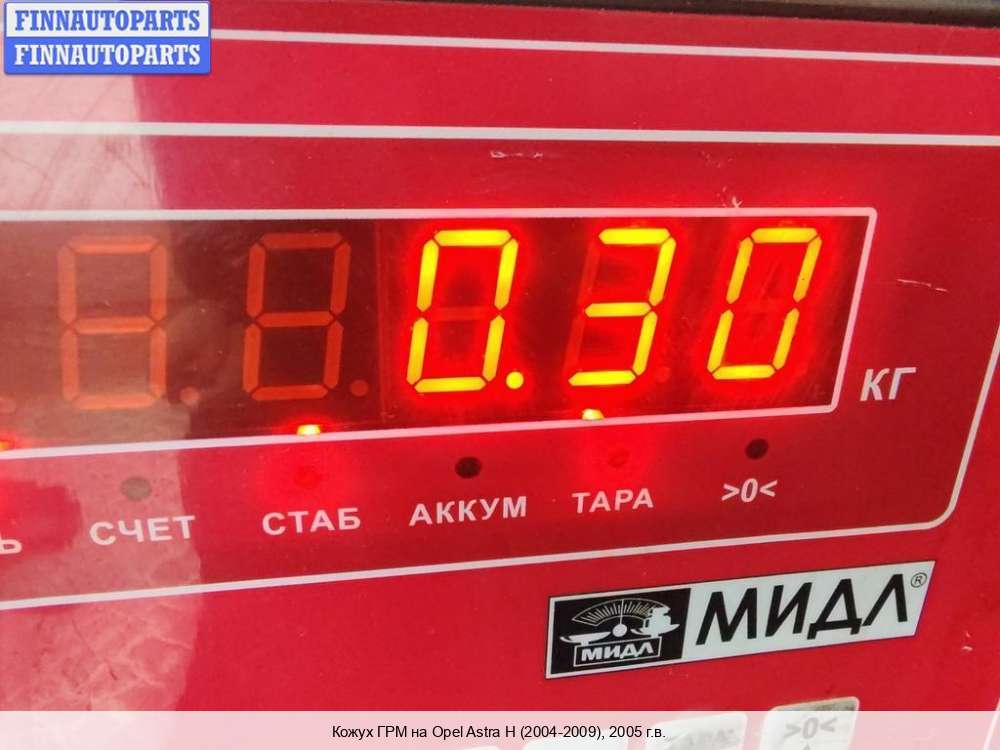 FINNAUTOPARTS
FINNAUTOPARTS
0.30
КГ
СЧЕТ
СТАБ
АККУМ
ТАРА
>0<
МИДЛ
МИДЛ®
>0<
Кожух ГРМ на Opel Astra H (2004-2009), 2005 г.в.